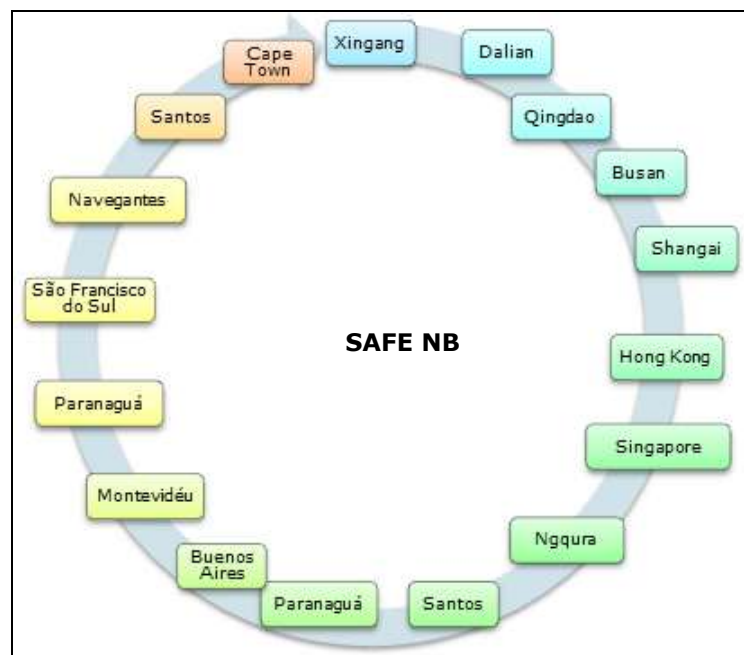 Xingang
Dalian
Qingdao
Busan
Shangai
Hong Kong
Singapore
Ngqura
Santos
Paranaguá
Buenos
Aires
Montevidéu
Paranaguá
São Francisco
do Sul
Navegantes
Santos
Cape
Town
SAFE NB